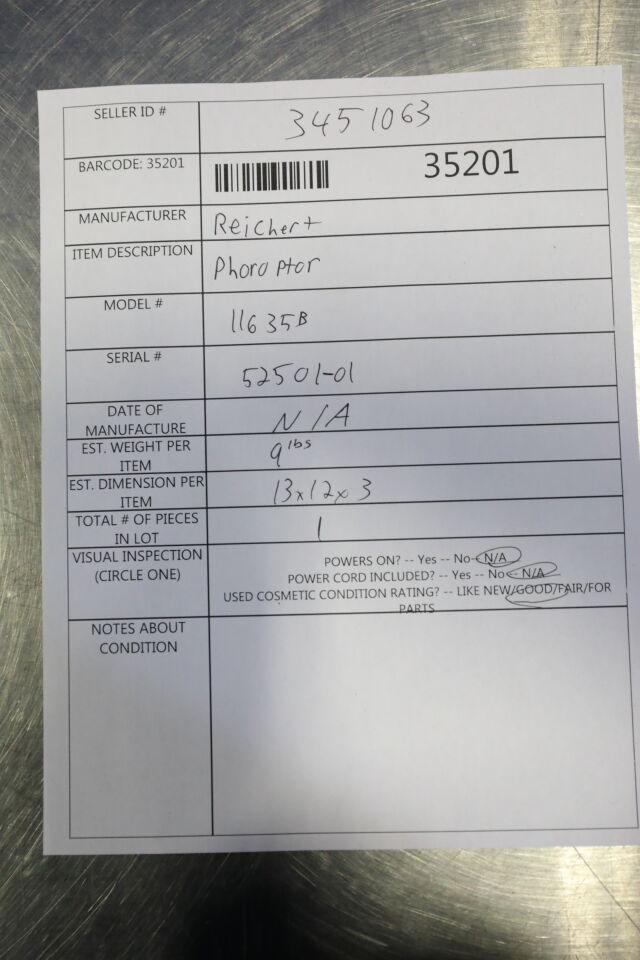 SELLER ID #
3451063
BARCODE: 35201
35201
MANUFACTURER
Reichert
ITEM DESCRIPTION
Phoroptor
MODEL #
11635B
SERIAL #
52501-01
DATE OF
MANUFACTURE
N/A
EST. WEIGHT PER
ITEM
9 lbs
EST. DIMENSION PER
ITEM
13x12x3
TOTAL # OF PIECES
IN LOT
1
VISUAL INSPECTION
(CIRCLE ONE)
POWERS ON? -- Yes -- No -- N/A
POWER CORD INCLUDED? -- Yes -- No -- N/A
USED COSMETIC CONDITION RATING? -- LIKE NEW/GOOD/FAIR/FOR
PARTS
NOTES ABOUT
CONDITION